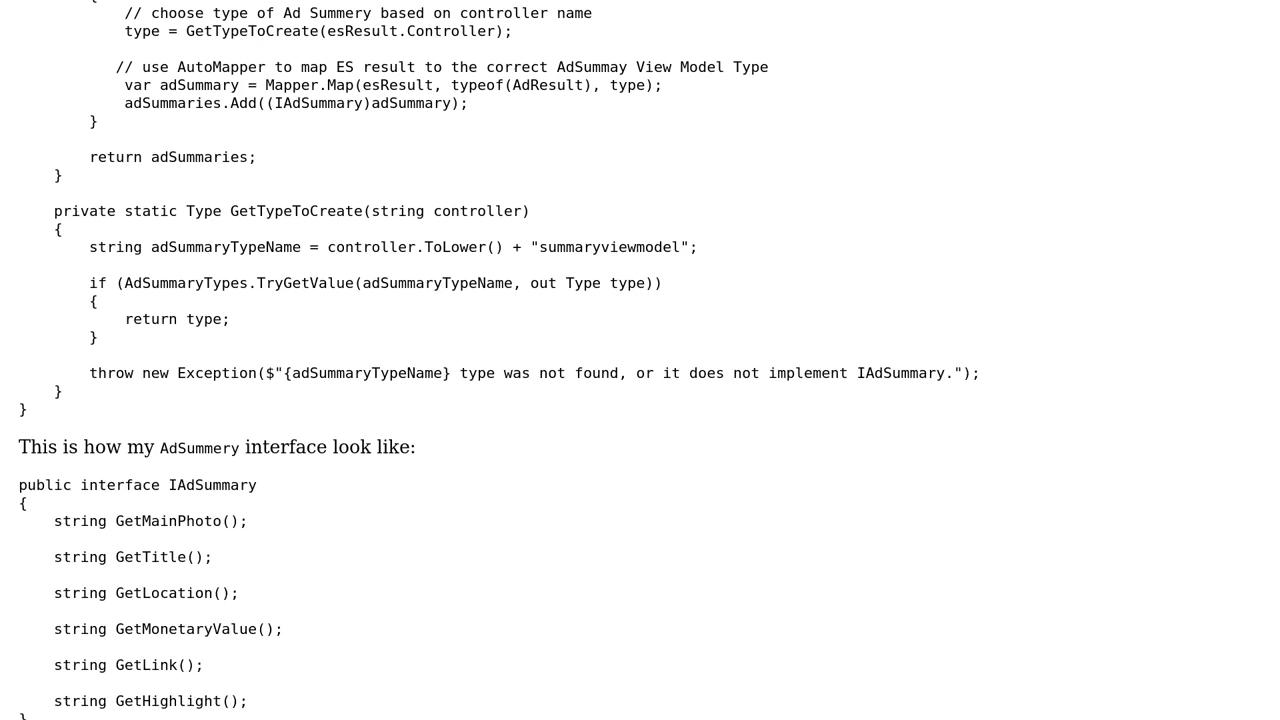 {
// choose type of Ad Summery based on controller name
type = GetTypeToCreate(esResult.Controller);
// use AutoMapper to map ES result to the correct AdSummay View Model Type
var adSummary = Mapper.Map(esResult, typeof(AdResult), type);
adSummaries.Add((IAdSummary)adSummary);
}
return adSummaries;
}
private static Type GetTypeToCreate(string controller)
{
string adSummaryTypeName = controller.ToLower() + "summaryviewmodel";
if (AdSummaryTypes.TryGetValue(adSummaryTypeName, out Type type))
{
return type;
}
throw new Exception($"{adSummaryTypeName} type was not found, or it does not implement IAdSummary.");
}
}
This is how my AdSummery interface look like:
public interface IAdSummary
{
string GetMainPhoto();
string GetTitle();
string GetLocation();
string GetMonetaryValue();
string GetLink();
string GetHighlight();
}